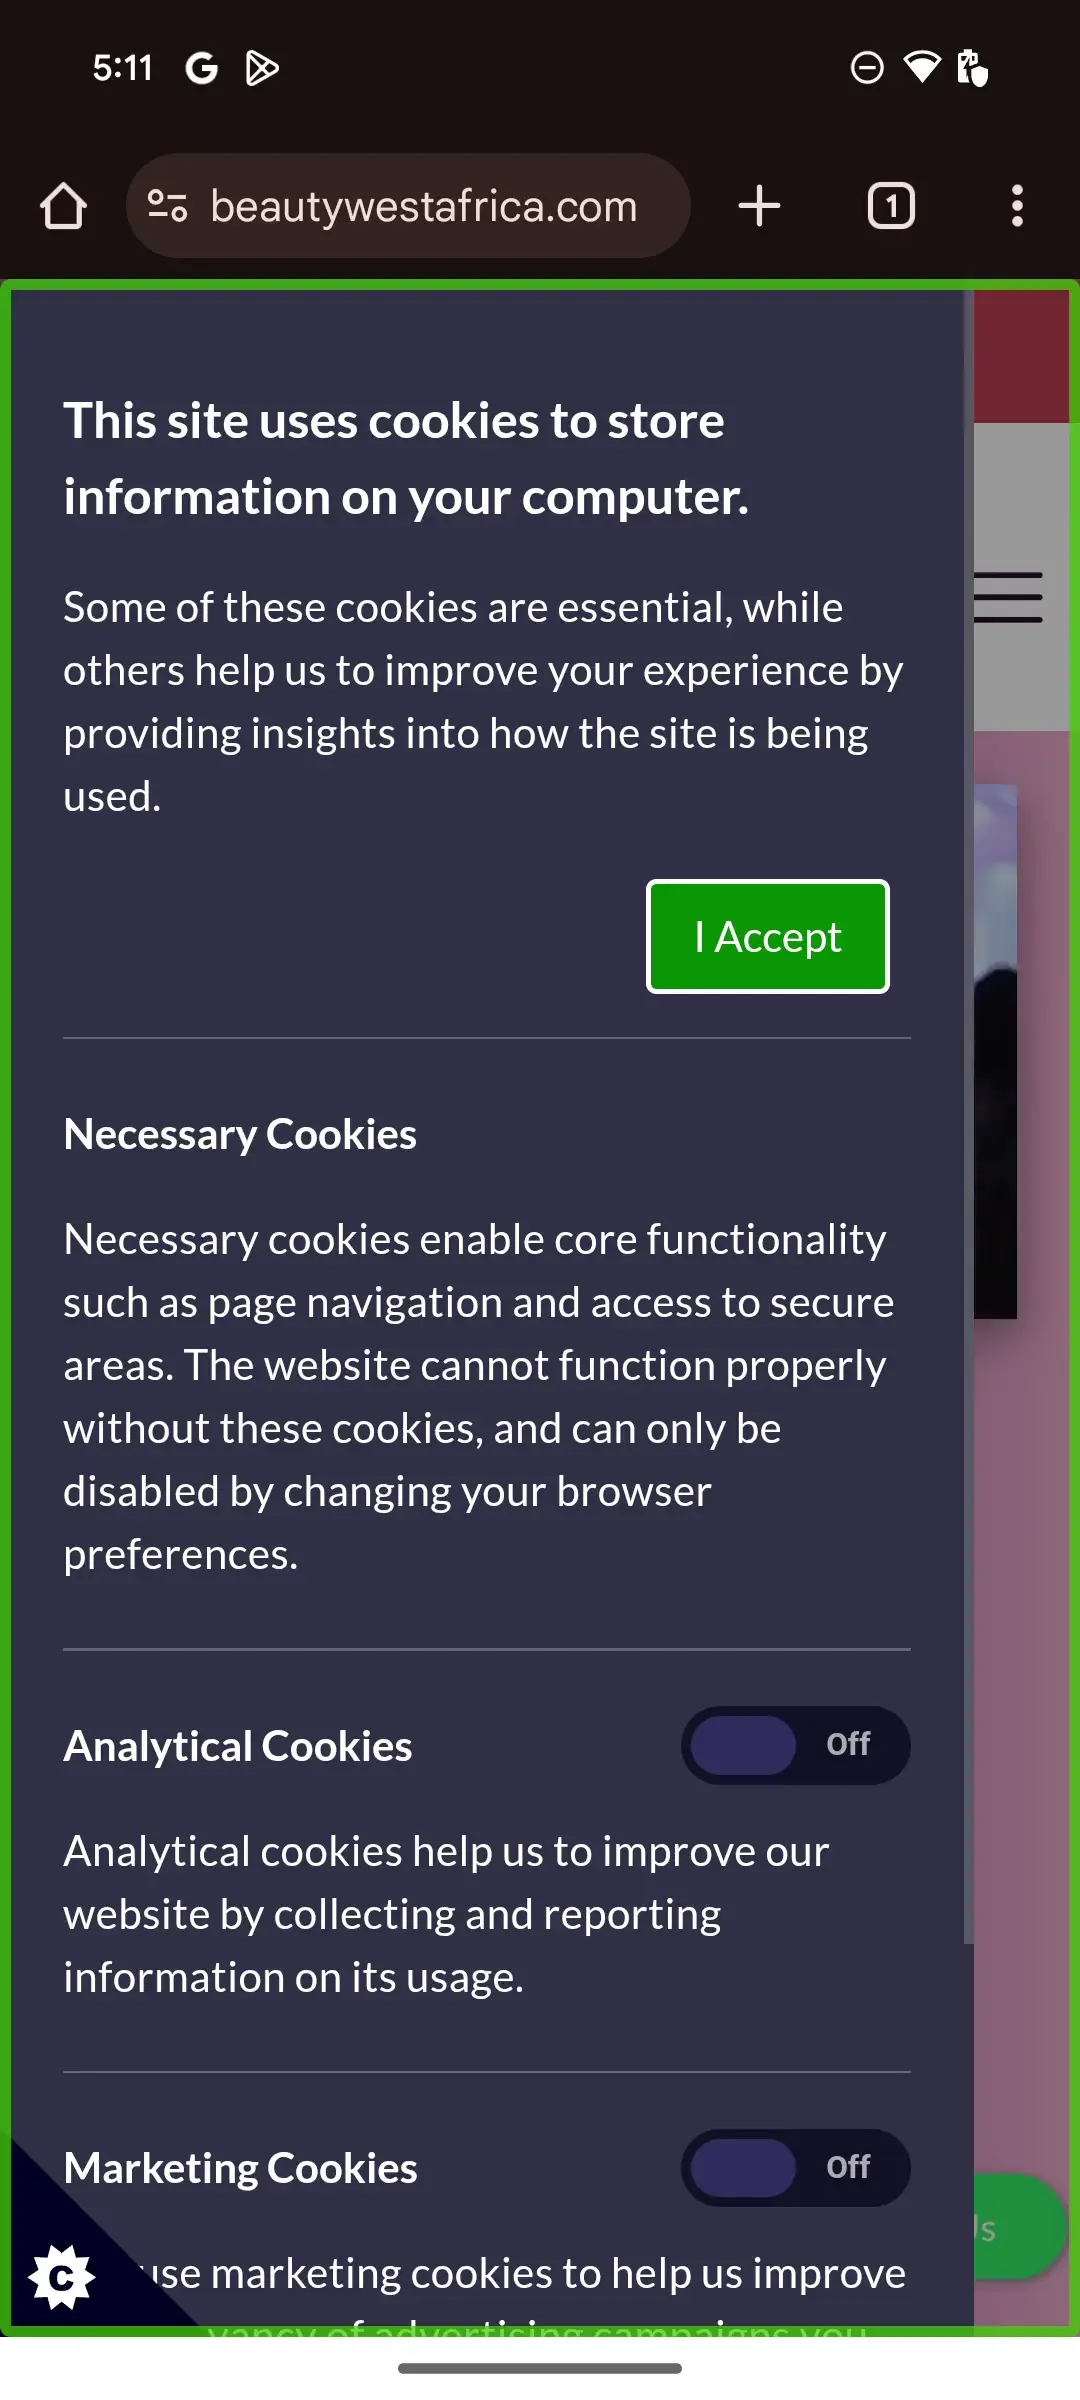 5:11
beautywestafrica.com
1
This site uses cookies to store
information on your computer.
Some of these cookies are essential, while
others help us to improve your experience by
providing insights into how the site is being
used.
I Accept
Necessary Cookies
Necessary cookies enable core functionality
such as page navigation and access to secure
areas. The website cannot function properly
without these cookies, and can only be
disabled by changing your browser
preferences.
Analytical Cookies
Off
Analytical cookies help us to improve our
website by collecting and reporting
information on its usage.
Marketing Cookies
Off
use marketing cookies to help us improve
of advertising campaigns you